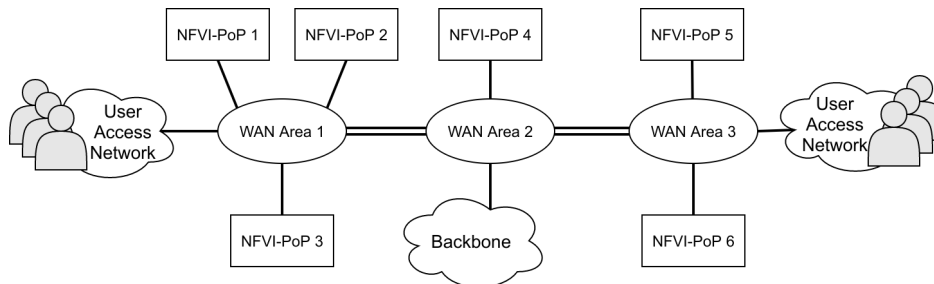 NFVI-PoP 1
NFVI-PoP 2
NFVI-PoP 4
NFVI-PoP 5
User
Access
Network
WAN Area 1
WAN Area 2
WAN Area 3
User
Access
Network
NFVI-PoP 3
Backbone
NFVI-PoP 6